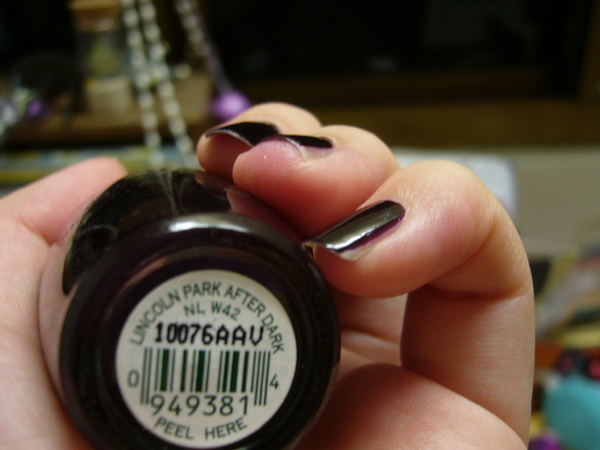 LINCOLN PARK AFTER DARK
NL W42
10076AAV
0 949381 4
PEEL HERE